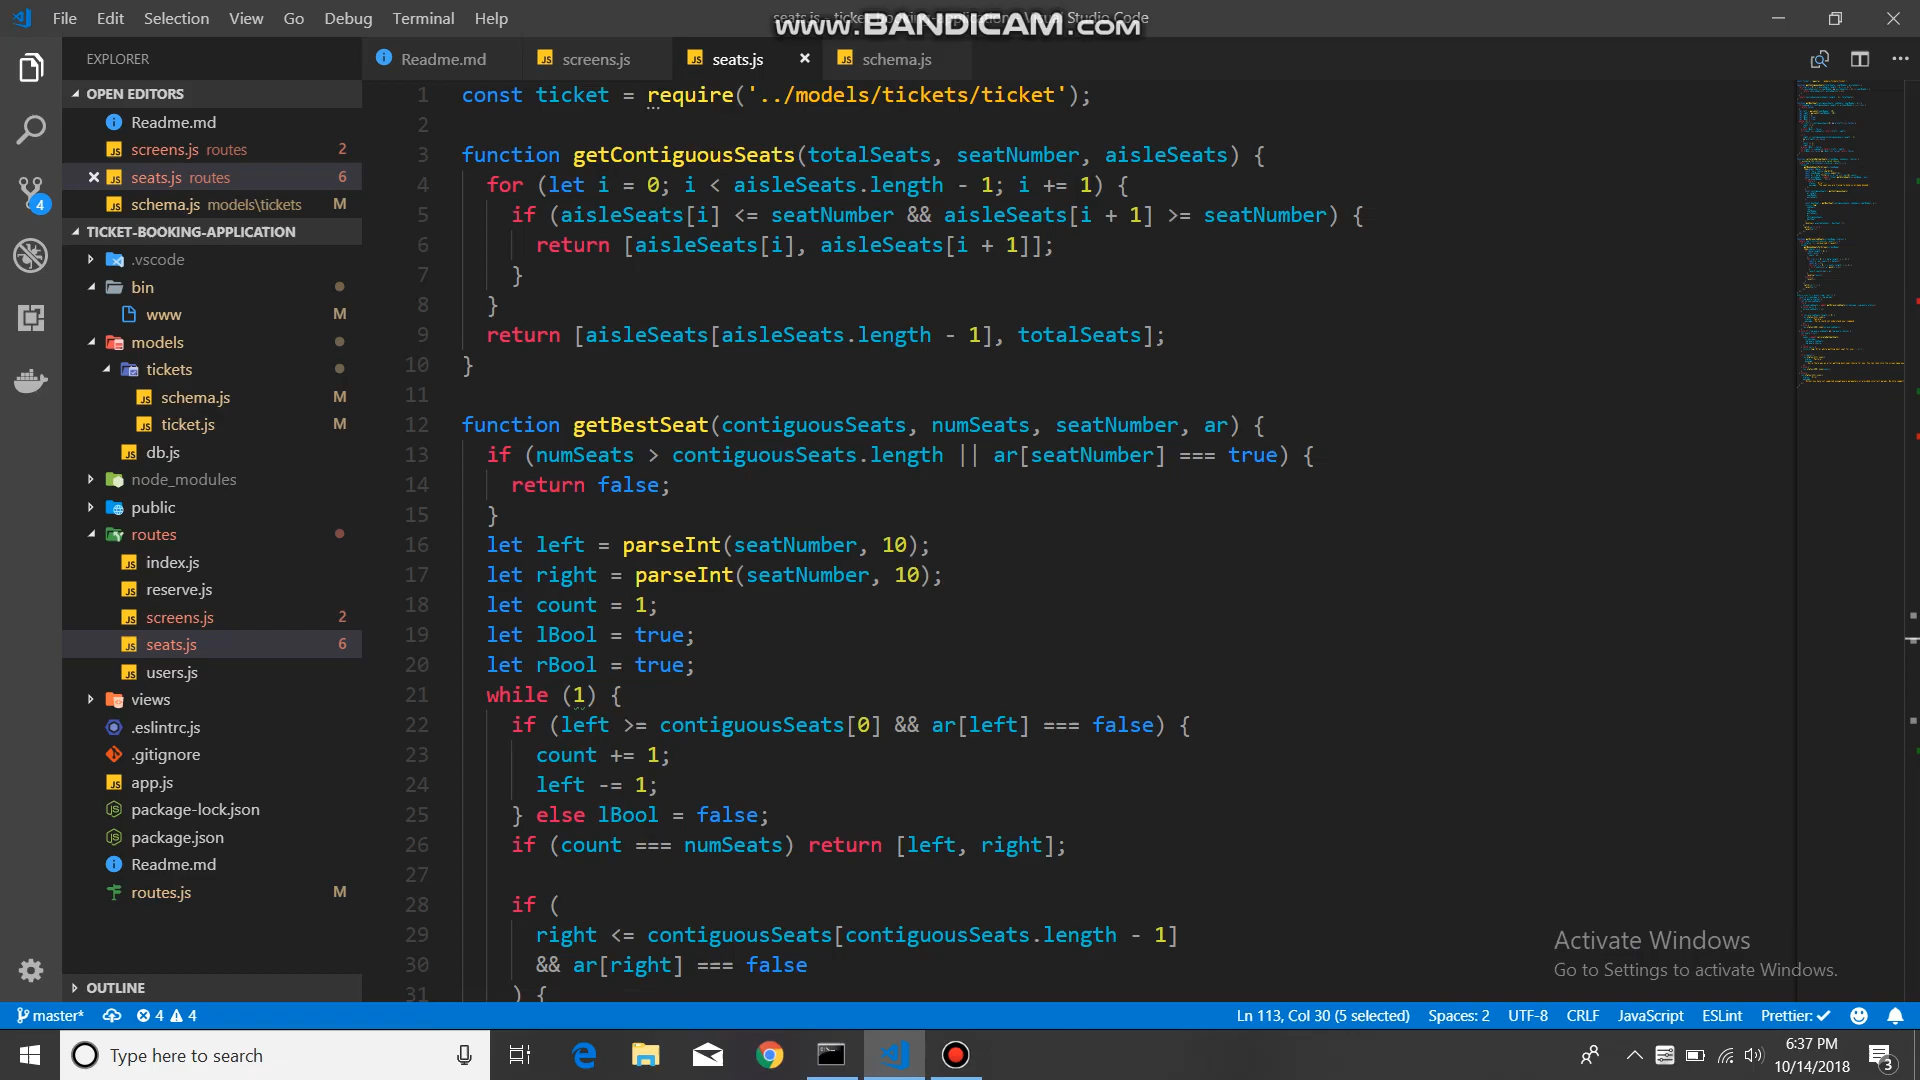 File Edit Selection View Go Debug Terminal Help
www.BANDICAM.com
EXPLORER
Readme.md
screens.js
seats.js
schema.js
OPEN EDITORS
Readme.md
screens.js routes 2
seats.js routes 6
schema.js models\tickets M
TICKET-BOOKING-APPLICATION
.vscode
bin
www M
models
tickets
schema.js M
ticket.js M
db.js
node_modules
public
routes
index.js
reserve.js
screens.js 2
seats.js 6
users.js
views
.eslintrc.js
.gitignore
app.js
package-lock.json
package.json
Readme.md
routes.js M
OUTLINE
4
1 const ticket = require('../models/tickets/ticket');
2
3 function getContiguousSeats(totalSeats, seatNumber, aisleSeats) {
4 for (let i = 0; i < aisleSeats.length - 1; i += 1) {
5 if (aisleSeats[i] <= seatNumber && aisleSeats[i + 1] >= seatNumber) {
6 return [aisleSeats[i], aisleSeats[i + 1]];
7 }
8 }
9 return [aisleSeats[aisleSeats.length - 1], totalSeats];
10 }
11
12 function getBestSeat(contiguousSeats, numSeats, seatNumber, ar) {
13 if (numSeats > contiguousSeats.length || ar[seatNumber] === true) {
14 return false;
15 }
16 let left = parseInt(seatNumber, 10);
17 let right = parseInt(seatNumber, 10);
18 let count = 1;
19 let lBool = true;
20 let rBool = true;
21 while (1) {
22 if (left >= contiguousSeats[0] && ar[left] === false) {
23 count += 1;
24 left -= 1;
25 } else lBool = false;
26 if (count === numSeats) return [left, right];
27
28 if (
29 right <= contiguousSeats[contiguousSeats.length - 1]
30 && ar[right] === false
31 ) {
Activate Windows
Go to Settings to activate Windows.
master* 4 4
Ln 113, Col 30 (5 selected) Spaces: 2 UTF-8 CRLF JavaScript ESLint Prettier: ✓
Type here to search
6:37 PM
10/14/2018
3